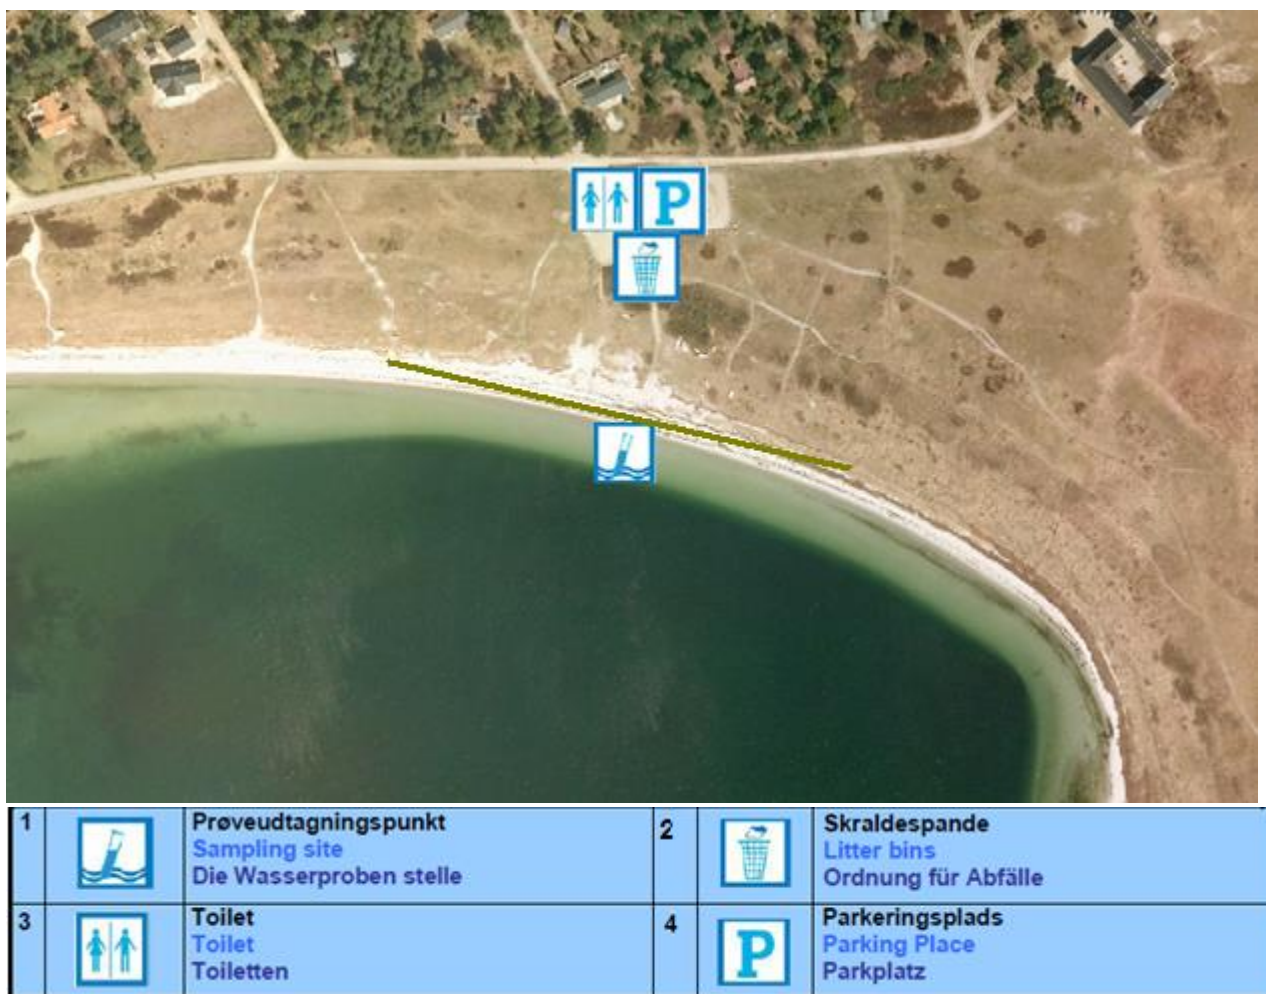 P
1
Prøveudtagningspunkt
Sampling site
Die Wasserproben stelle
2
Skraldespande
Litter bins
Ordnung für Abfälle
3
Toilet
Toilet
Toiletten
4
P
Parkeringsplads
Parking Place
Parkplatz